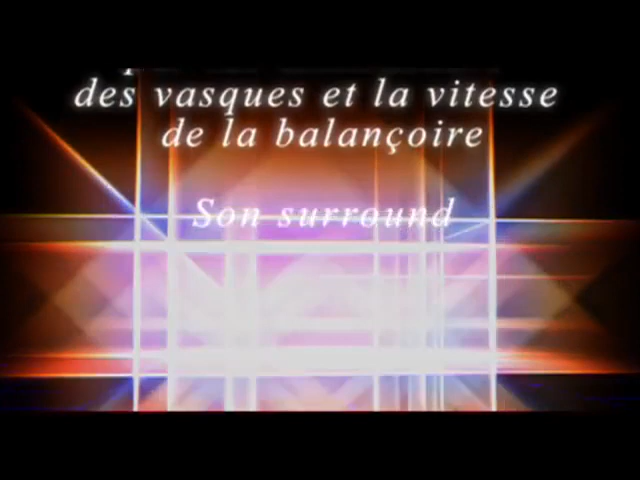 des vasques et la vitesse
de la balançoire
Son surround